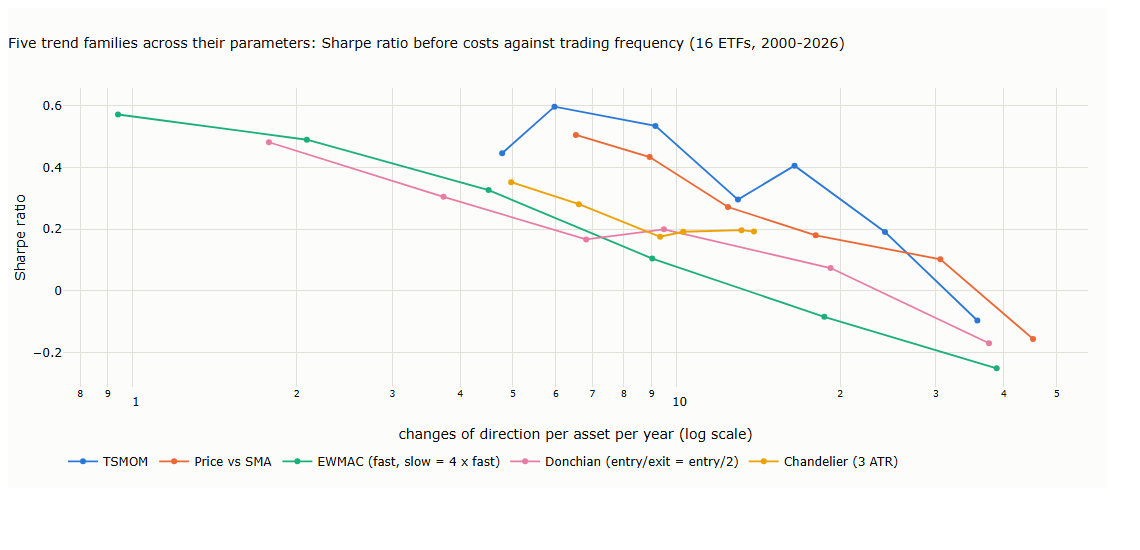 Five trend families across their parameters: Sharpe ratio before costs against trading frequency (16 ETFs, 2000-2026)
Sharpe ratio
0.6
0.4
0.2
0
−0.2
8 9 1 2 3 4 5 6 7 8 9 10 2 3 4 5
changes of direction per asset per year (log scale)
TSMOM Price vs SMA EWMAC (fast, slow = 4 x fast) Donchian (entry/exit = entry/2) Chandelier (3 ATR)